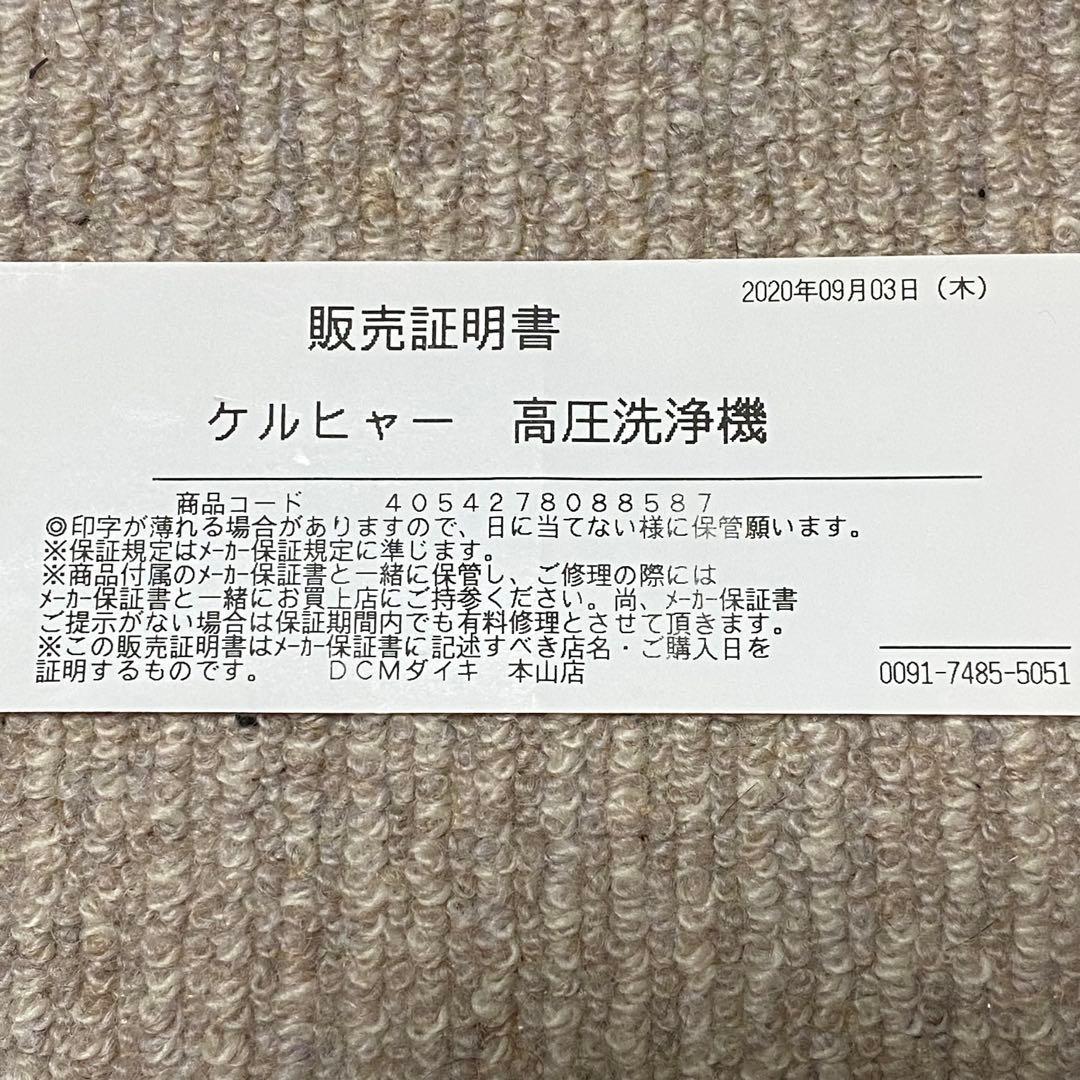 2020年09月03日（木）
販売証明書
ケルヒャー　高圧洗浄機
商品コード　　４０５４２７８０８８５８７
◎印字が薄れる場合がありますので、日に当てない様に保管願います。
※保証規定はﾒｰｶｰ保証規定に準じます。
※商品付属のﾒｰｶｰ保証書と一緒に保管し、ご修理の際には
ﾒｰｶｰ保証書と一緒にお買上店にご持参ください。尚、ﾒｰｶｰ保証書
ご提示がない場合は保証期間内でも有料修理とさせて頂きます。
※この販売証明書はﾒｰｶｰ保証書に記述すべき店名・ご購入日を
証明するものです。　　ＤＣＭダイキ　本山店
0091-7485-5051